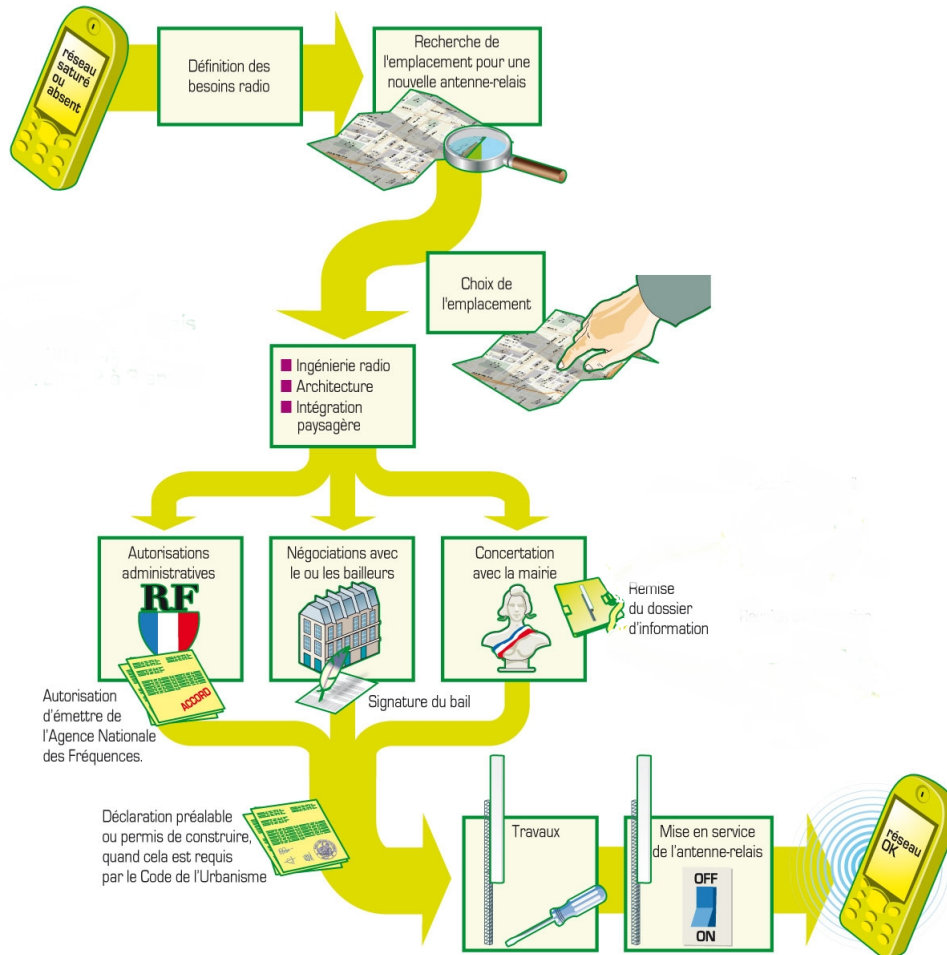 réseau
saturé
ou
absent
Définition des
besoins radio
Recherche de
l'emplacement pour une
nouvelle antenne-relais
Choix de
l'emplacement
Ingénierie radio
Architecture
Intégration
paysagère
Autorisations
administratives
RF
ACCORD
Autorisation
d'émettre de
l'Agence Nationale
des Fréquences.
Négociations avec
le ou les bailleurs
Signature du bail
Concertation
avec la mairie
Remise
du dossier
d'information
Déclaration préalable
ou permis de construire,
quand cela est requis
par le Code de l'Urbanisme
Travaux
Mise en service
de l'antenne-relais
OFF
ON
réseau
OK